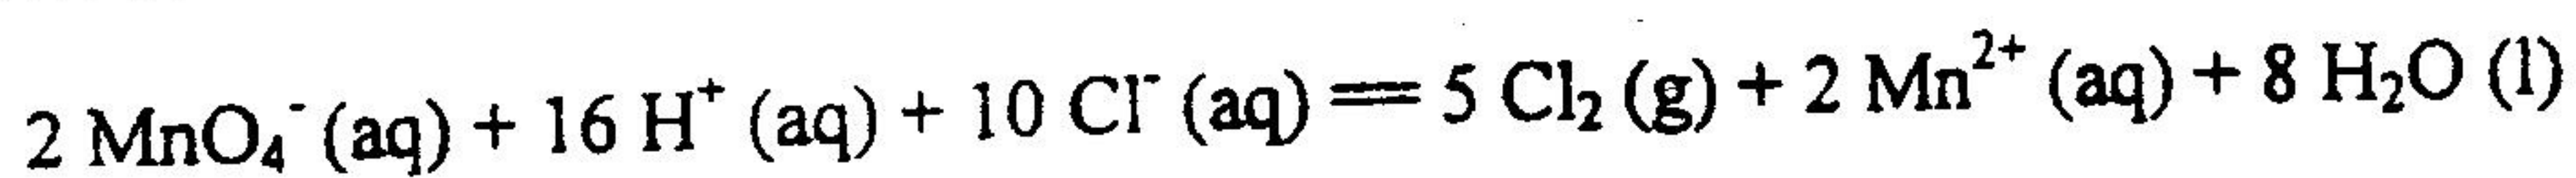 2 MnO₄⁻ (aq) + 16 H⁺ (aq) + 10 Cl⁻ (aq) = 5 Cl₂ (g) + 2 Mn²⁺ (aq) + 8 H₂O (l)